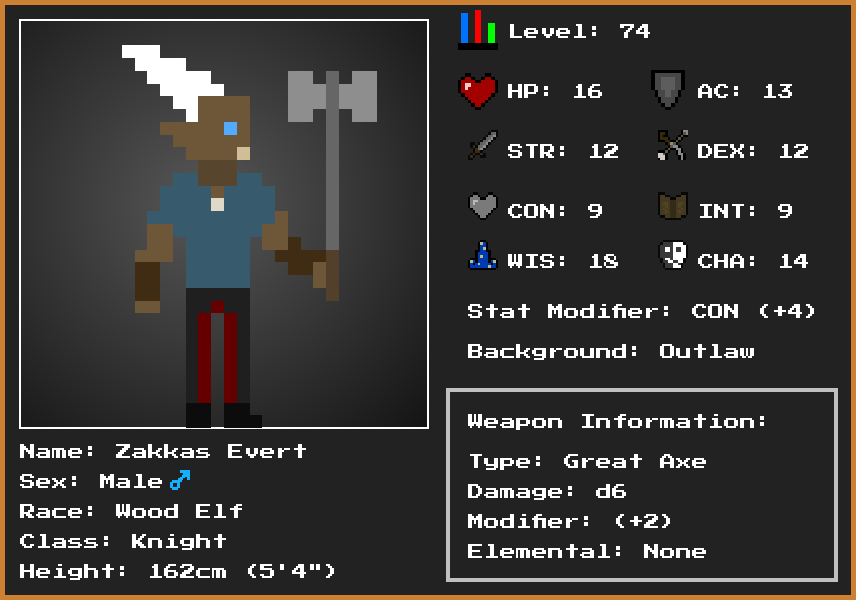 Level: 74
HP: 16 AC: 13
STR: 12 DEX: 12
CON: 9 INT: 9
WIS: 18 CHA: 14
Stat Modifier: CON (+4)
Background: Outlaw
Weapon Information:
Type: Great Axe
Damage: d6
Modifier: (+2)
Elemental: None
Name: Zakkas Evert
Sex: Male ♂
Race: Wood Elf
Class: Knight
Height: 162cm (5'4")